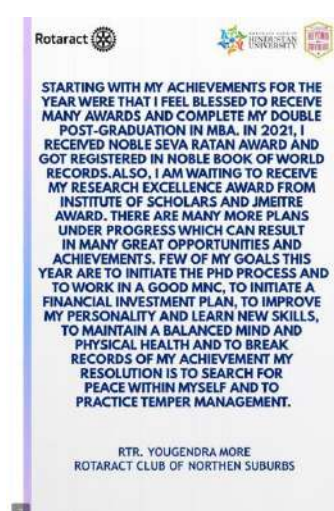 Rotaract
HINDUSTAN
UNIVERSITY
STARTING WITH MY ACHIEVEMENTS FOR THE
YEAR WERE THAT I FEEL BLESSED TO RECEIVE
MANY AWARDS AND COMPLETE MY DOUBLE
POST-GRADUATION IN MBA. IN 2021, I
RECEIVED NOBLE SEVA RATAN AWARD AND
GOT REGISTERED IN NOBLE BOOK OF WORLD
RECORDS.ALSO, I AM WAITING TO RECEIVE
MY RESEARCH EXCELLENCE AWARD FROM
INSTITUTE OF SCHOLARS AND JMEITRE
AWARD. THERE ARE MANY MORE PLANS
UNDER PROGRESS WHICH CAN RESULT
IN MANY GREAT OPPORTUNITIES AND
ACHIEVEMENTS. FEW OF MY GOALS THIS
YEAR ARE TO INITIATE THE PHD PROCESS AND
TO WORK IN A GOOD MNC, TO INITIATE A
FINANCIAL INVESTMENT PLAN, TO IMPROVE
MY PERSONALITY AND LEARN NEW SKILLS,
TO MAINTAIN A BALANCED MIND AND
PHYSICAL HEALTH AND TO BREAK
RECORDS OF MY ACHIEVEMENT MY
RESOLUTION IS TO SEARCH FOR
PEACE WITHIN MYSELF AND TO
PRACTICE TEMPER MANAGEMENT.
RTR. YOUGENDRA MORE
ROTARACT CLUB OF NORTHEN SUBURBS